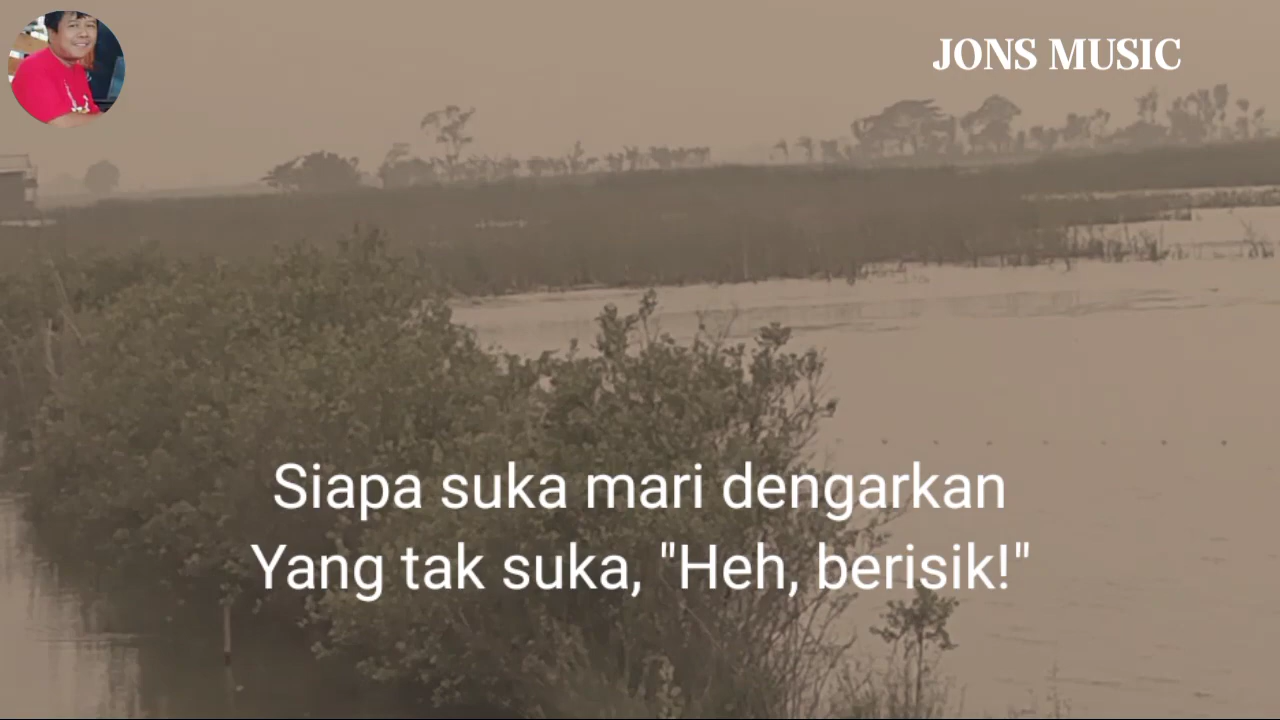 JONS MUSIC
Siapa suka mari dengarkan
Yang tak suka, "Heh, berisik!"